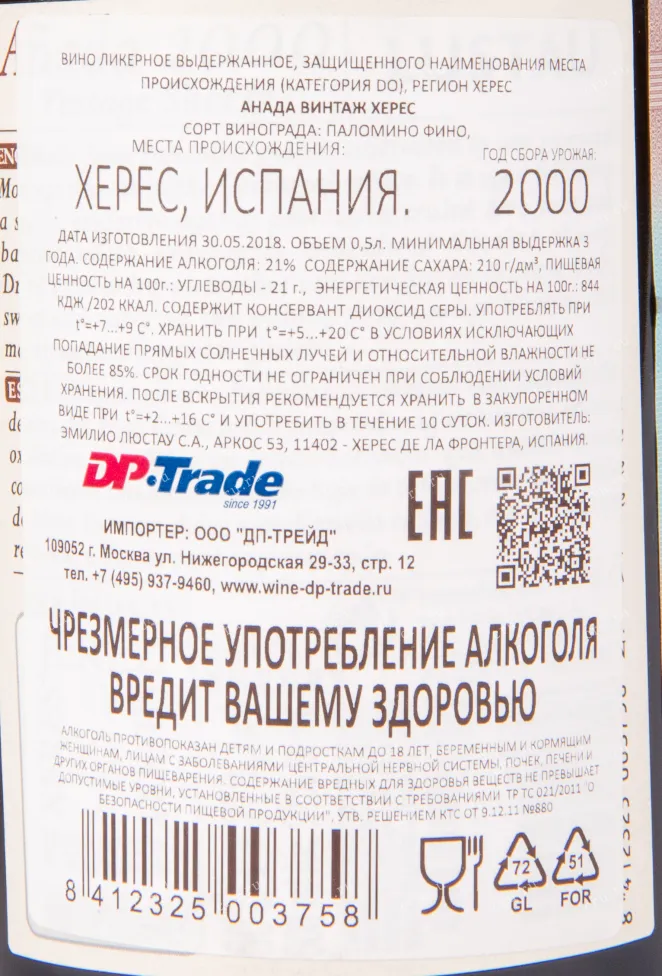 ВИНО ЛИКЕРНОЕ ВЫДЕРЖАННОЕ, ЗАЩИЩЕННОГО НАИМЕНОВАНИЯ МЕСТА
ПРОИСХОЖДЕНИЯ (КАТЕГОРИЯ DO), РЕГИОН ХЕРЕС
АНАДА ВИНТАЖ ХЕРЕС
СОРТ ВИНОГРАДА: ПАЛОМИНО ФИНО,
МЕСТА ПРОИСХОЖДЕНИЯ:
ГОД СБОРА УРОЖАЯ:
ХЕРЕС, ИСПАНИЯ.
2000
ДАТА ИЗГОТОВЛЕНИЯ 30.05.2018. ОБЪЕМ 0,5л. МИНИМАЛЬНАЯ ВЫДЕРЖКА 3
ГОДА. СОДЕРЖАНИЕ АЛКОГОЛЯ: 21% СОДЕРЖАНИЕ САХАРА: 210 г/дм³, ПИЩЕВАЯ
ЦЕННОСТЬ НА 100г.: УГЛЕВОДЫ - 21 г., ЭНЕРГЕТИЧЕСКАЯ ЦЕННОСТЬ НА 100г.: 844
КДЖ /202 ККАЛ. СОДЕРЖИТ КОНСЕРВАНТ ДИОКСИД СЕРЫ. УПОТРЕБЛЯТЬ ПРИ
t°=+7...+9 С°. ХРАНИТЬ ПРИ t°=+5...+20 С° В УСЛОВИЯХ ИСКЛЮЧАЮЩИХ
ПОПАДАНИЕ ПРЯМЫХ СОЛНЕЧНЫХ ЛУЧЕЙ И ОТНОСИТЕЛЬНОЙ ВЛАЖНОСТИ НЕ
БОЛЕЕ 85%. СРОК ГОДНОСТИ НЕ ОГРАНИЧЕН ПРИ СОБЛЮДЕНИИ УСЛОВИЙ
ХРАНЕНИЯ. ПОСЛЕ ВСКРЫТИЯ РЕКОМЕНДУЕТСЯ ХРАНИТЬ В ЗАКУПОРЕННОМ
ВИДЕ ПРИ t°=+2...+16 С° И УПОТРЕБИТЬ В ТЕЧЕНИЕ 10 СУТОК. ИЗГОТОВИТЕЛЬ:
ЭМИЛИО ЛЮСТАУ С.А., АРКОС 53, 11402 - ХЕРЕС ДЕ ЛА ФРОНТЕРА, ИСПАНИЯ.
DP.Trade
since 1991
EAC
ИМПОРТЕР: ООО "ДП-ТРЕЙД"
109052 г. Москва ул. Нижегородская 29-33, стр. 12
тел. +7 (495) 937-9460, www.wine-dp-trade.ru
ЧРЕЗМЕРНОЕ УПОТРЕБЛЕНИЕ АЛКОГОЛЯ
ВРЕДИТ ВАШЕМУ ЗДОРОВЬЮ
АЛКОГОЛЬ ПРОТИВОПОКАЗАН ДЕТЯМ И ПОДРОСТКАМ ДО 18 ЛЕТ, БЕРЕМЕННЫМ И КОРМЯЩИМ
ЖЕНЩИНАМ, ЛИЦАМ С ЗАБОЛЕВАНИЯМИ ЦЕНТРАЛЬНОЙ НЕРВНОЙ СИСТЕМЫ, ПОЧЕК, ПЕЧЕНИ И
ДРУГИХ ОРГАНОВ ПИЩЕВАРЕНИЯ. СОДЕРЖАНИЕ ВРЕДНЫХ ДЛЯ ЗДОРОВЬЯ ВЕЩЕСТВ НЕ ПРЕВЫШАЕТ
ДОПУСТИМЫЕ УРОВНИ, УСТАНОВЛЕННЫЕ В СООТВЕТСТВИИ С ТРЕБОВАНИЯМИ ТР ТС 021/2011 "О
БЕЗОПАСНОСТИ ПИЩЕВОЙ ПРОДУКЦИИ", УТВ. РЕШЕНИЕМ КТС ОТ 9.12.11 №880
8 412325 003758
72
GL
51
FOR